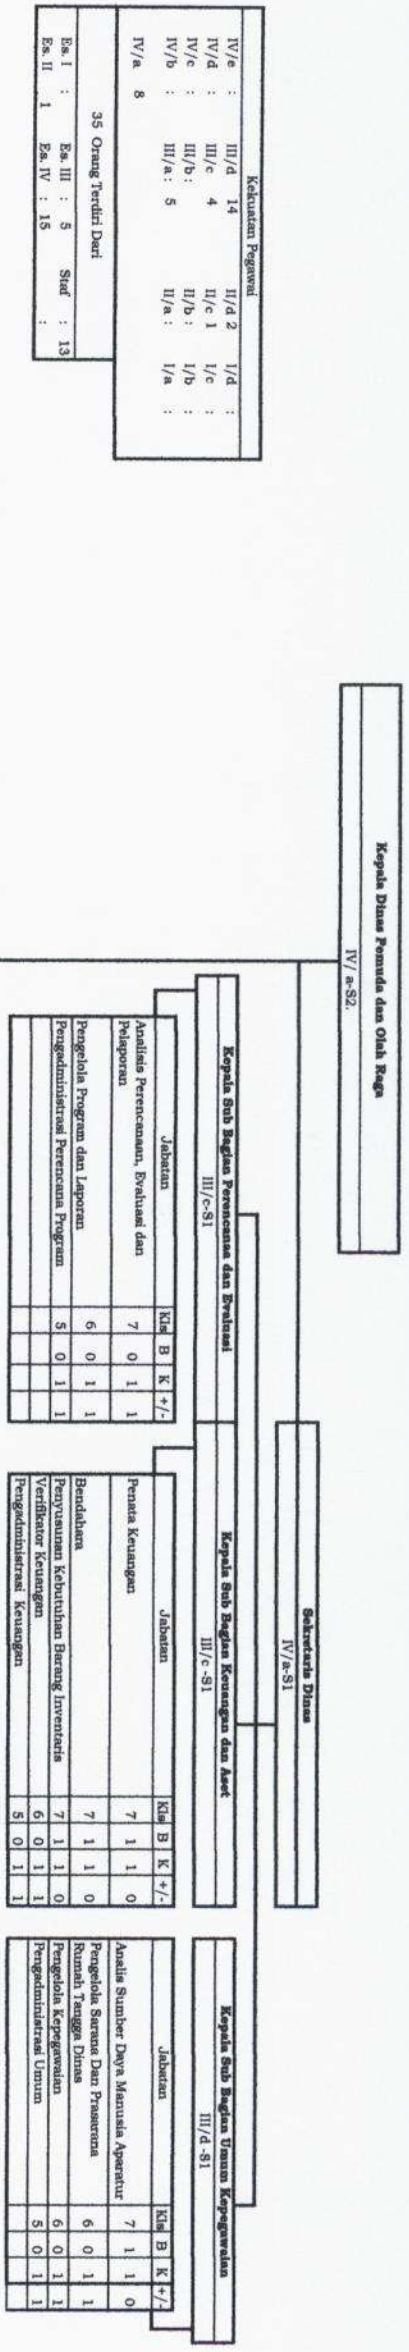 Kepala Dinas Pemuda dan Olah Raga
IV/ a-S2.
Kekuatan Pegawai
IV/e : III/d 14 II/d 2 I/d :
IV/d : III/c 4 II/c 1 I/c :
IV/c : III/b : II/b : I/b :
IV/b : III/a : 5 II/a : I/a :
IV/a 8
35 Orang Terdiri Dari
Es. I : Es. III : 5 Staf : 13
Es. II 1 Es. IV : 15 :
Sekretaris Dinas
IV/a-S1
Kepala Sub Bagian Perencanaa dan Evaluasi
III/c-S1
Jabatan Kls B K +/-
Analisis Perencanaan, Evaluasi dan
Pelaporan 7 0 1 1
Pengelola Program dan Laporan 6 0 1 1
Pengadministrasi Perencana Program 5 0 1 1
Kepala Sub Bagian Keuangan dan Aset
III/c -S1
Jabatan Kls B K +/-
Penata Keuangan 7 1 1 0
Bendahara 7 1 1 0
Penyusunan Kebutuhan Barang Inventaris 7 1 1 0
Verifikator Keuangan 6 0 1 1
Pengadministrasi Keuangan 5 0 1 1
Kepala Sub Bagian Umum Kepegawaian
III/d -S1
Jabatan Kls B K +/-
Analis Sumber Daya Manusia Aparatur 7 1 1 0
Pengelola Sarana Dan Prasarana
Rumah Tangga Dinas 6 0 1 1
Pengelola Kepegawaian 6 0 1 1
Pengadministrasi Umum 5 0 1 1